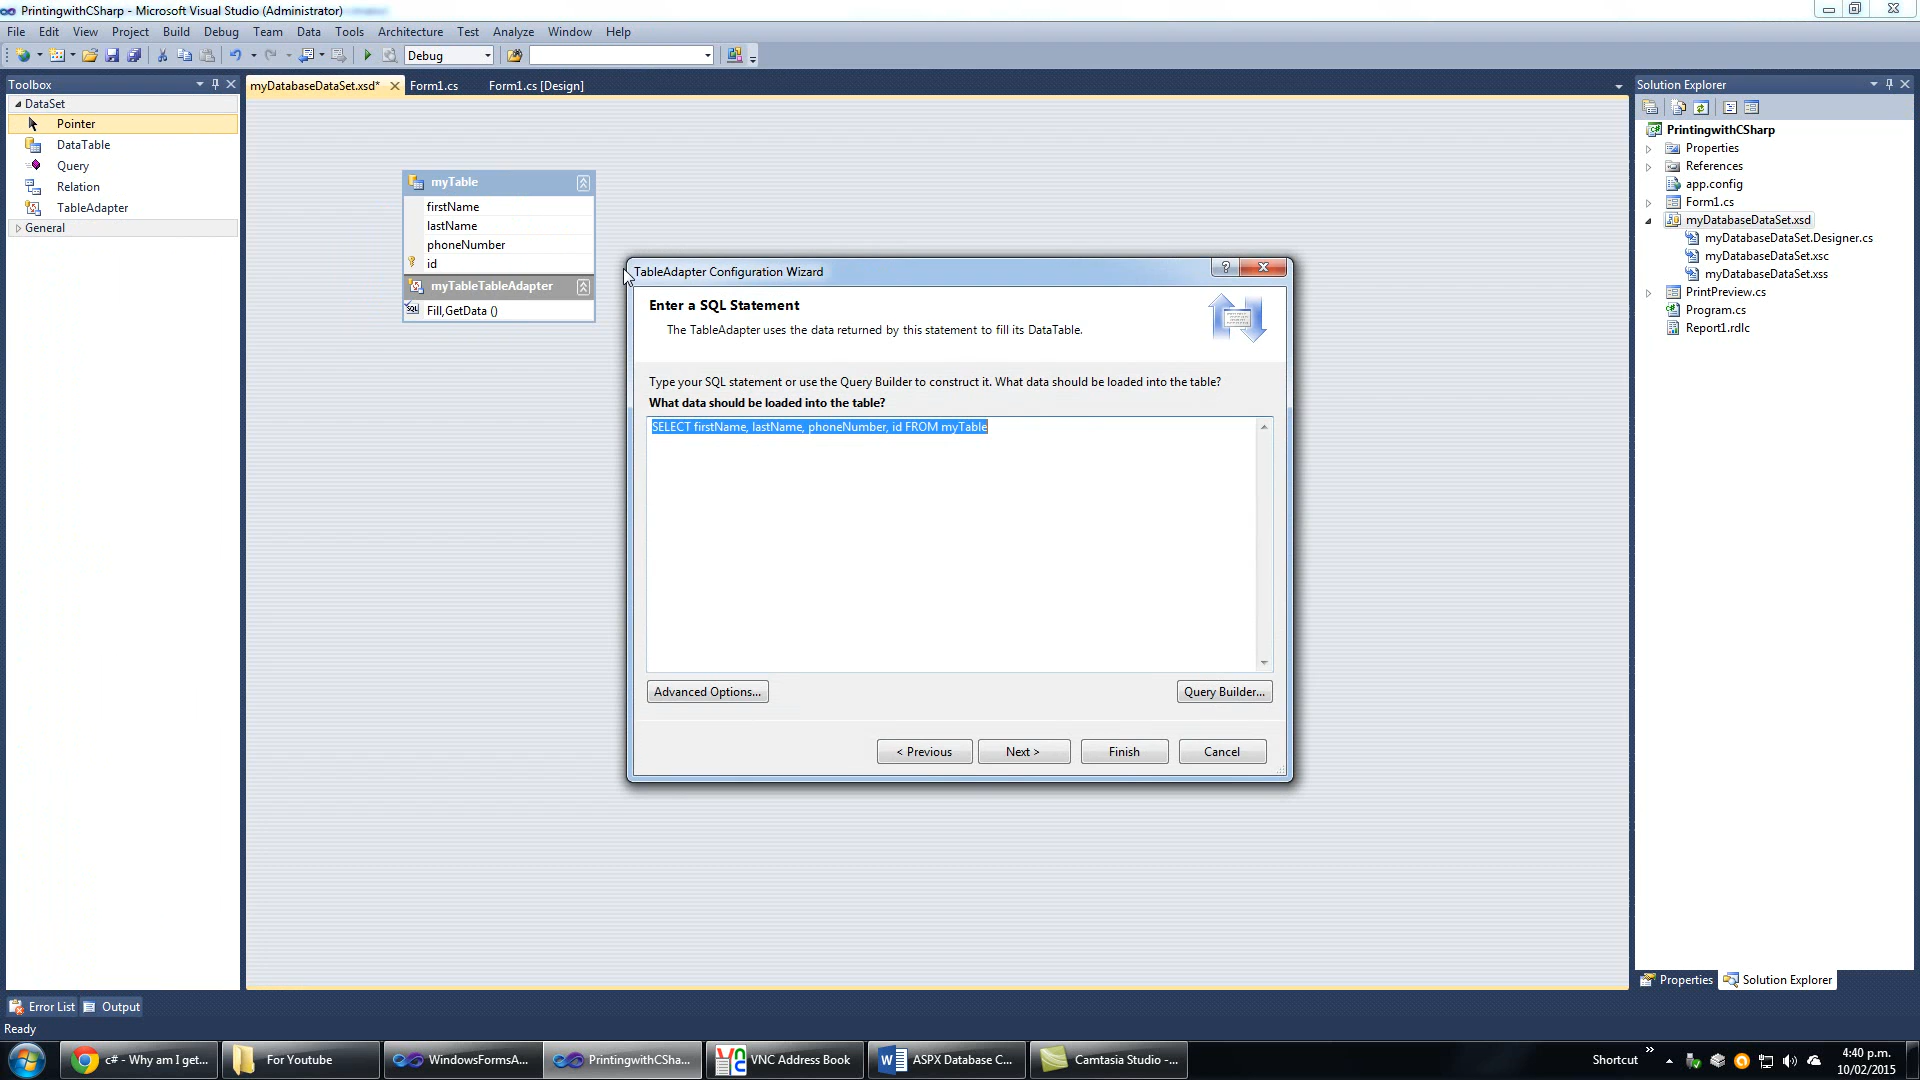 PrintingwithCSharp - Microsoft Visual Studio (Administrator)
File Edit View Project Build Debug Team Data Tools Architecture Test Analyze Window Help
Debug
Toolbox
DataSet
Pointer
DataTable
Query
Relation
TableAdapter
General
myDatabaseDataSet.xsd* Form1.cs Form1.cs [Design]
myTable
firstName
lastName
phoneNumber
id
myTableTableAdapter
SQL Fill,GetData ()
TableAdapter Configuration Wizard
Enter a SQL Statement
The TableAdapter uses the data returned by this statement to fill its DataTable.
Type your SQL statement or use the Query Builder to construct it. What data should be loaded into the table?
What data should be loaded into the table?
SELECT firstName, lastName, phoneNumber, id FROM myTable
Advanced Options... Query Builder...
< Previous Next > Finish Cancel
Solution Explorer
PrintingwithCSharp
Properties
References
app.config
Form1.cs
myDatabaseDataSet.xsd
myDatabaseDataSet.Designer.cs
myDatabaseDataSet.xsc
myDatabaseDataSet.xss
PrintPreview.cs
Program.cs
Report1.rdlc
Properties Solution Explorer
Error List Output
Ready
c# - Why am I get... For Youtube WindowsFormsA... PrintingwithCSha... VNC Address Book ASPX Database C... Camtasia Studio -... Shortcut
4:40 p.m.
10/02/2015